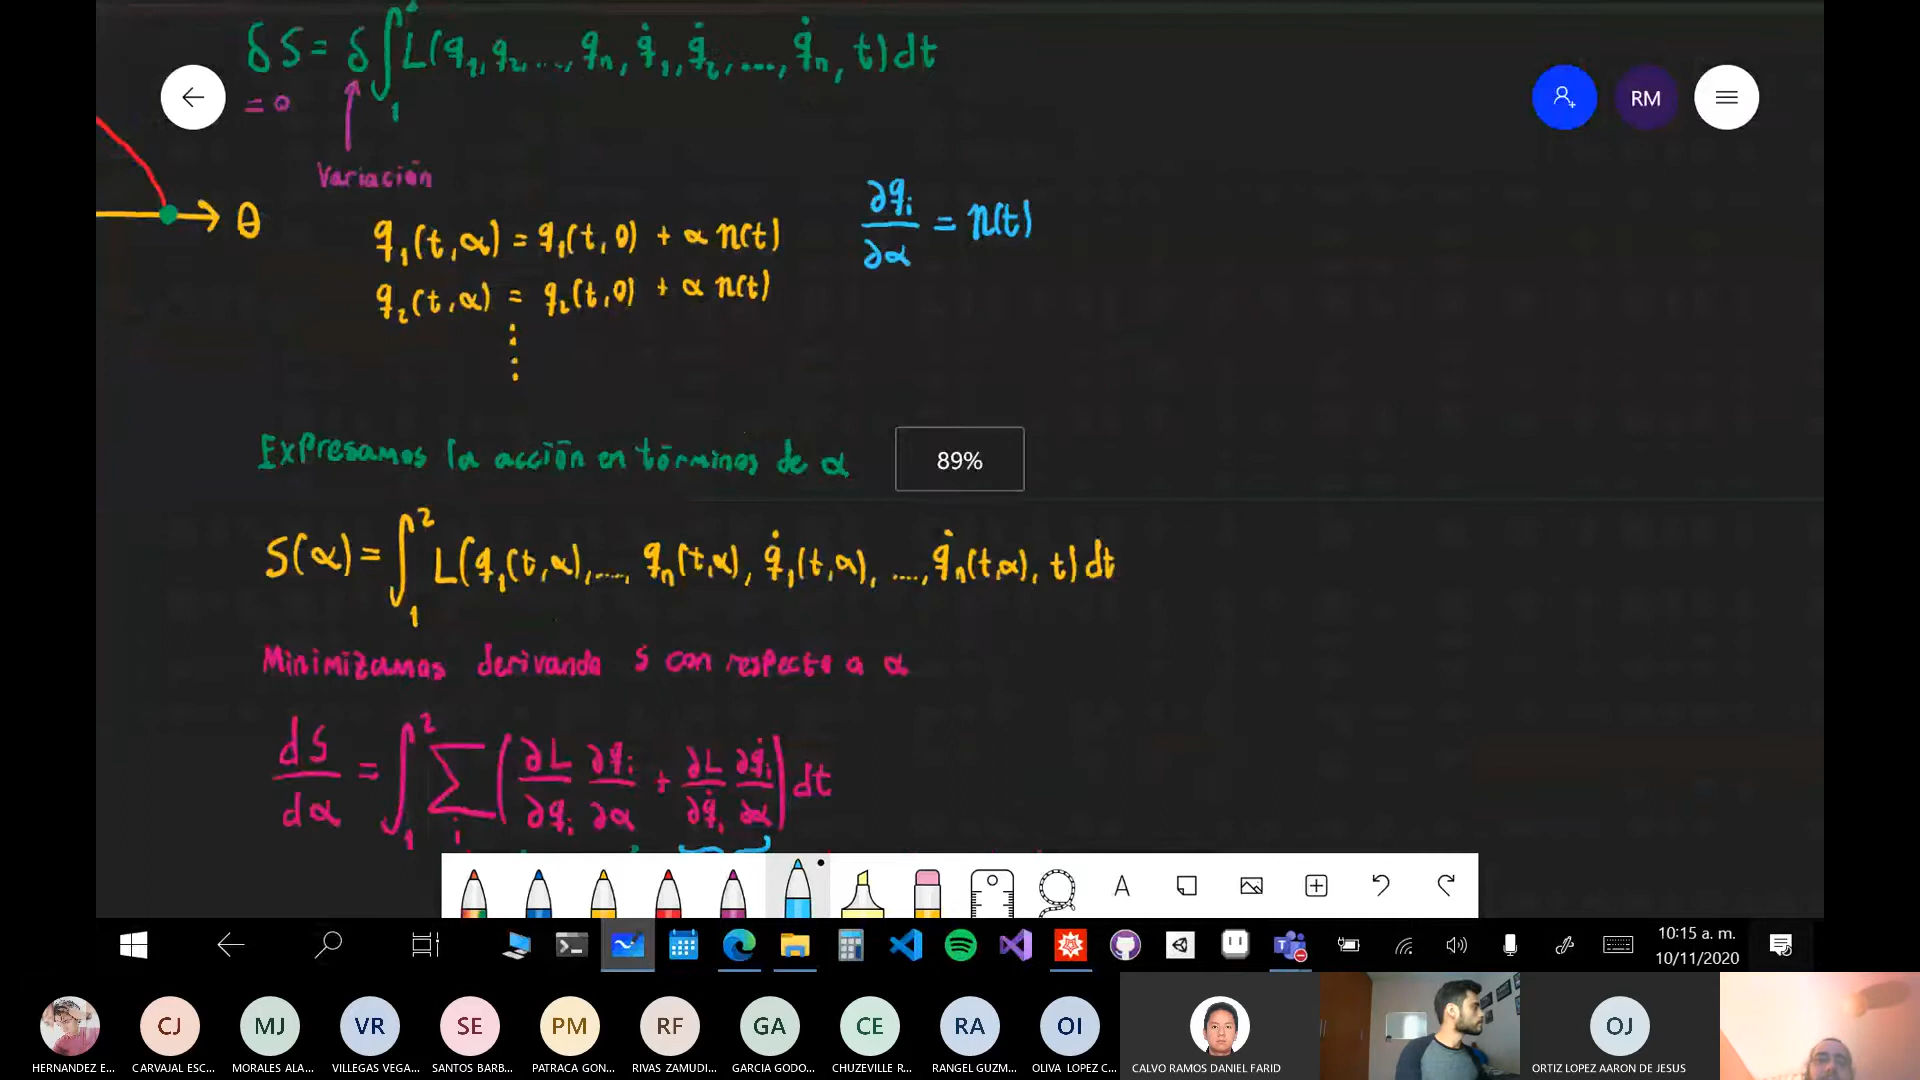 δS = δ∫₁² L(q₁, q₂, ..., qₙ, q̇₁, q̇₂, ...., q̇ₙ, t) dt
= 0
Variación
θ
∂qᵢ/∂α = η(t)
q₁(t, α) = q₁(t, 0) + α η(t)
q₂(t, α) = q₂(t, 0) + α η(t)
Expresamos la acción en términos de α
89%
S(α) = ∫₁² L(q₁(t, α), ...., qₙ(t, α), q̇₁(t, α), ...., q̇ₙ(t, α), t) dt
Minimizamos derivando S con respecto a α
dS/dα = ∫₁² ∑ᵢ (∂L/∂qᵢ ∂qᵢ/∂α + ∂L/∂q̇ᵢ ∂q̇ᵢ/∂α) dt
RM
A
10:15 a. m.
10/11/2020
CJ MJ VR SE PM RF GA CE RA OI OJ
HERNANDEZ E... CARVAJAL ESC... MORALES ALA... VILLEGAS VEGA... SANTOS BARB... PATRACA GON... RIVAS ZAMUDI... GARCIA GODO... CHUZEVILLE R... RANGEL GUZM... OLIVA LOPEZ C... CALVO RAMOS DANIEL FARID ORTIZ LOPEZ AARON DE JESUS